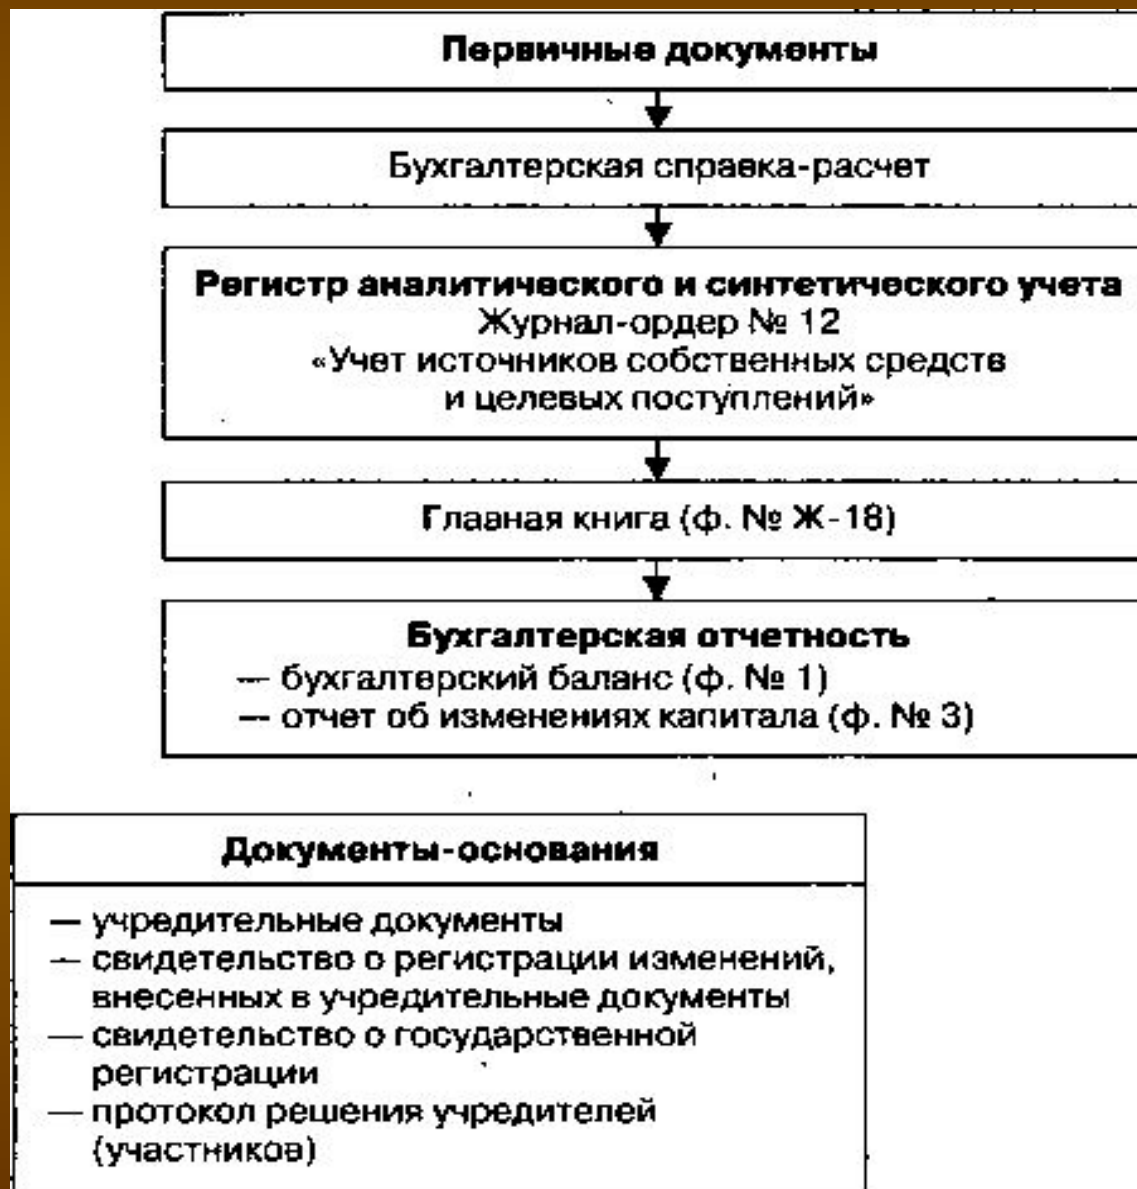 Первичные документы
Бухгалтерская справка-расчет
Регистр аналитического и синтетического учета
Журнал-ордер № 12
«Учет источников собственных средств
и целевых поступлений»
Главная книга (ф. № Ж-18)
Бухгалтерская отчетность
— бухгалтерский баланс (ф. № 1)
— отчет об изменениях капитала (ф. № 3)
Документы-основания
— учредительные документы
— свидетельство о регистрации изменений,
внесенных в учредительные документы
— свидетельство о государственной
регистрации
— протокол решения учредителей
(участников)